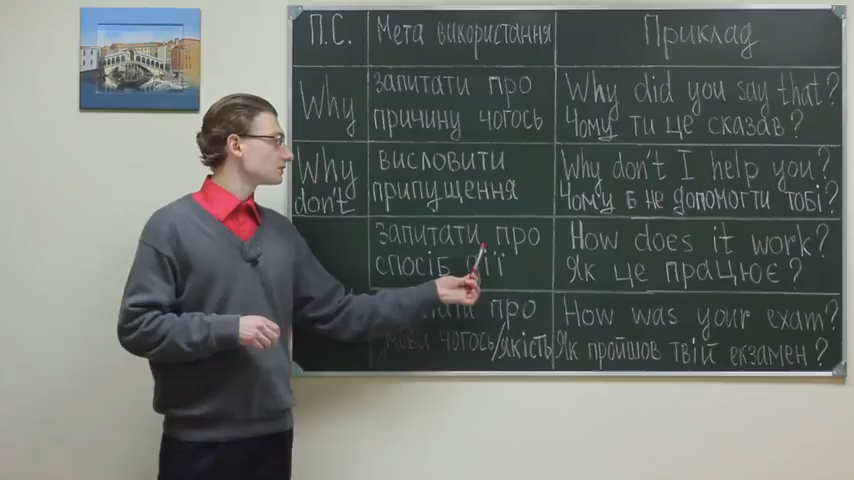 П.С. Мета використання Приклад
Why запитати про Why did you say that?
причину чогось Чому ти це сказав?
Why висловити Why don't I help you?
don't припущення Чому б не допомогти тобі?
запитати про How does it work?
спосіб дії Як це працює?
про How was your exam?
чогось/якість Як пройшов твій екзамен?